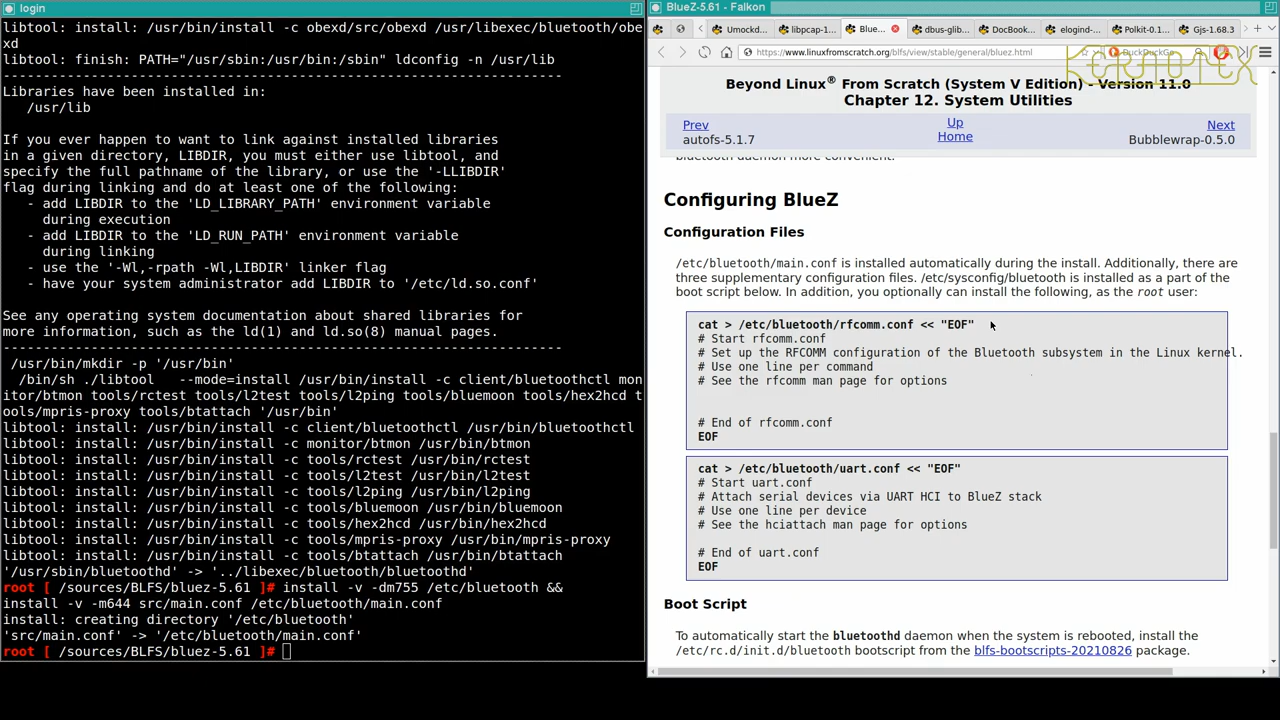 login
libtool: install: /usr/bin/install -c obexd/src/obexd /usr/libexec/bluetooth/obe
xd
libtool: finish: PATH="/usr/sbin:/usr/bin:/sbin" ldconfig -n /usr/lib
----------------------------------------------------------------------
Libraries have been installed in:
/usr/lib
If you ever happen to want to link against installed libraries
in a given directory, LIBDIR, you must either use libtool, and
specify the full pathname of the library, or use the '-LLIBDIR'
flag during linking and do at least one of the following:
- add LIBDIR to the 'LD_LIBRARY_PATH' environment variable
during execution
- add LIBDIR to the 'LD_RUN_PATH' environment variable
during linking
- use the '-Wl,-rpath -Wl,LIBDIR' linker flag
- have your system administrator add LIBDIR to '/etc/ld.so.conf'
See any operating system documentation about shared libraries for
more information, such as the ld(1) and ld.so(8) manual pages.
----------------------------------------------------------------------
/usr/bin/mkdir -p '/usr/bin'
/bin/sh ./libtool   --mode=install /usr/bin/install -c client/bluetoothctl mon
itor/btmon tools/rctest tools/l2test tools/l2ping tools/bluemoon tools/hex2hcd t
ools/mpris-proxy tools/btattach '/usr/bin'
libtool: install: /usr/bin/install -c client/bluetoothctl /usr/bin/bluetoothctl
libtool: install: /usr/bin/install -c monitor/btmon /usr/bin/btmon
libtool: install: /usr/bin/install -c tools/rctest /usr/bin/rctest
libtool: install: /usr/bin/install -c tools/l2test /usr/bin/l2test
libtool: install: /usr/bin/install -c tools/l2ping /usr/bin/l2ping
libtool: install: /usr/bin/install -c tools/bluemoon /usr/bin/bluemoon
libtool: install: /usr/bin/install -c tools/hex2hcd /usr/bin/hex2hcd
libtool: install: /usr/bin/install -c tools/mpris-proxy /usr/bin/mpris-proxy
libtool: install: /usr/bin/install -c tools/btattach /usr/bin/btattach
'/usr/sbin/bluetoothd' -> '../libexec/bluetooth/bluetoothd'
root [ /sources/BLFS/bluez-5.61 ]# install -v -dm755 /etc/bluetooth &&
install -v -m644 src/main.conf /etc/bluetooth/main.conf
install: creating directory '/etc/bluetooth'
'src/main.conf' -> '/etc/bluetooth/main.conf'
root [ /sources/BLFS/bluez-5.61 ]#
BlueZ-5.61 - Falkon
Umockd... libpcap-1... Blue... dbus-glib... DocBook... elogind-... Polkit-0.1... Gjs-1.68.3
https://www.linuxfromscratch.org/blfs/view/stable/general/bluez.html DuckDuckGo
KERNOTEX
Beyond Linux® From Scratch (System V Edition) - Version 11.0
Chapter 12. System Utilities
Prev Up Next
autofs-5.1.7 Home Bubblewrap-0.5.0
bluetooth daemon more convenient.
Configuring BlueZ
Configuration Files
/etc/bluetooth/main.conf is installed automatically during the install. Additionally, there are
three supplementary configuration files. /etc/sysconfig/bluetooth is installed as a part of the
boot script below. In addition, you optionally can install the following, as the root user:
cat > /etc/bluetooth/rfcomm.conf << "EOF"
# Start rfcomm.conf
# Set up the RFCOMM configuration of the Bluetooth subsystem in the Linux kernel.
# Use one line per command
# See the rfcomm man page for options
# End of rfcomm.conf
EOF
cat > /etc/bluetooth/uart.conf << "EOF"
# Start uart.conf
# Attach serial devices via UART HCI to BlueZ stack
# Use one line per device
# See the hciattach man page for options
# End of uart.conf
EOF
Boot Script
To automatically start the bluetoothd daemon when the system is rebooted, install the
/etc/rc.d/init.d/bluetooth bootscript from the blfs-bootscripts-20210826 package.